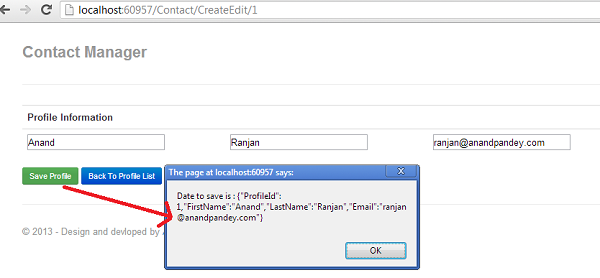 localhost:60957/Contact/CreateEdit/1
Contact Manager
Profile Information
Anand Ranjan ranjan@anandpandey.com
Save Profile Back To Profile List
The page at localhost:60957 says:
Date to save is : {"ProfileId":
1,"FirstName":"Anand","LastName":"Ranjan","Email":"ranjan
@anandpandey.com"}
OK
© 2013 - Design and devloped by